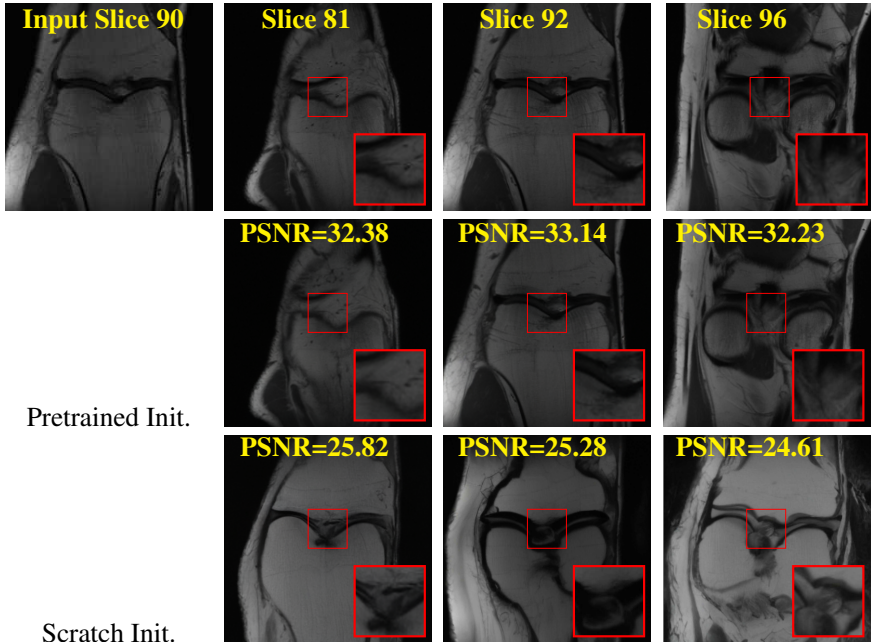 Input Slice 90
Slice 81
Slice 92
Slice 96
PSNR=32.38
PSNR=33.14
PSNR=32.23
Pretrained Init.
PSNR=25.82
PSNR=25.28
PSNR=24.61
Scratch Init.